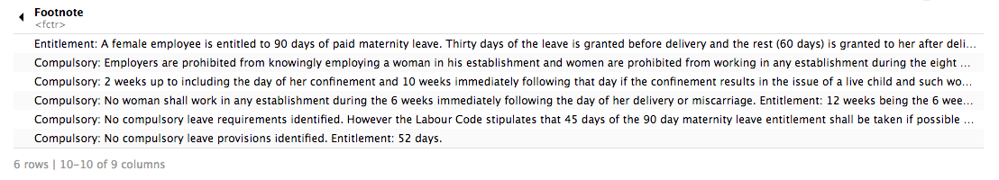 Footnote
<fctr>
Entitlement: A female employee is entitled to 90 days of paid maternity leave. Thirty days of the leave is granted before delivery and the rest (60 days) is granted to her after deli...
Compulsory: Employers are prohibited from knowingly employing a woman in his establishment and women are prohibited from working in any establishment during the eight ...
Compulsory: 2 weeks up to including the day of her confinement and 10 weeks immediately following that day if the confinement results in the issue of a live child and such wo...
Compulsory: No woman shall work in any establishment during the 6 weeks immediately following the day of her delivery or miscarriage. Entitlement: 12 weeks being the 6 wee...
Compulsory: No compulsory leave requirements identified. However the Labour Code stipulates that 45 days of the 90 day maternity leave entitlement shall be taken if possible ...
Compulsory: No compulsory leave provisions identified. Entitlement: 52 days.
6 rows | 10-10 of 9 columns